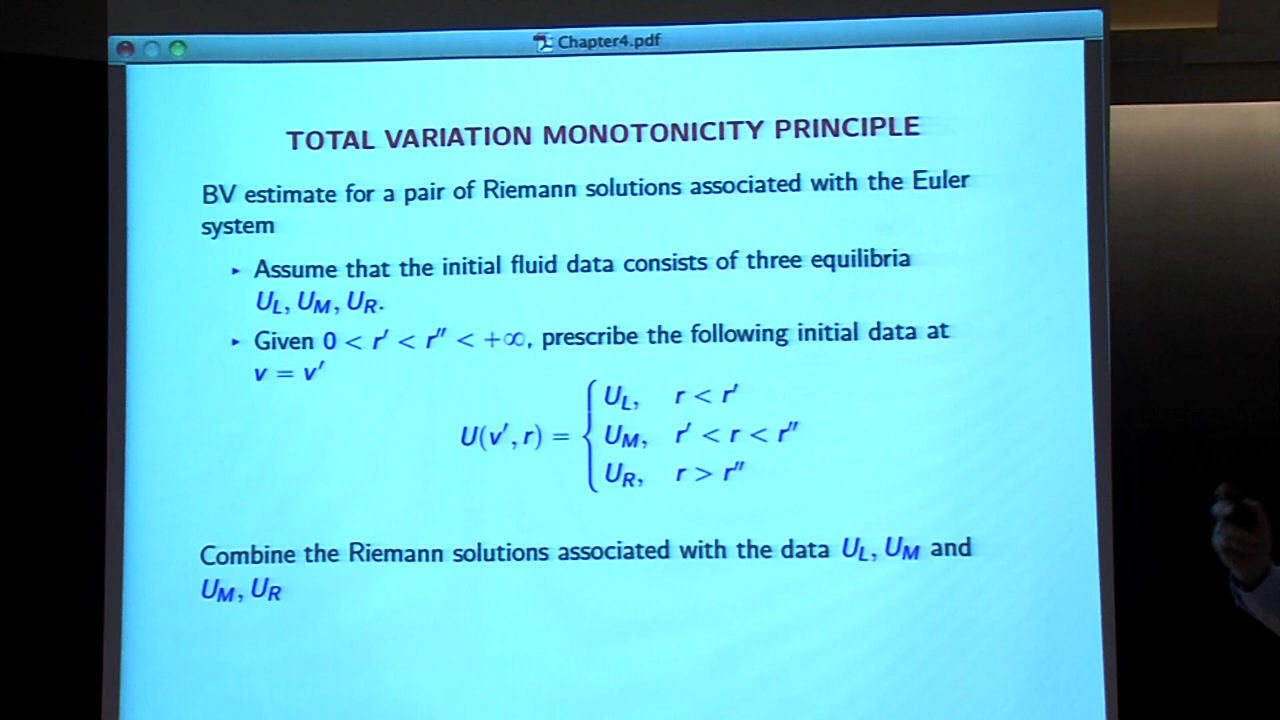 Chapter4.pdf
TOTAL VARIATION MONOTONICITY PRINCIPLE
BV estimate for a pair of Riemann solutions associated with the Euler
system
▸ Assume that the initial fluid data consists of three equilibria
U_L, U_M, U_R.
▸ Given 0 < r′ < r″ < +∞, prescribe the following initial data at
v = v′
U(v′, r) = { U_L, r < r′
U_M, r′ < r < r″
U_R, r > r″
Combine the Riemann solutions associated with the data U_L, U_M and
U_M, U_R